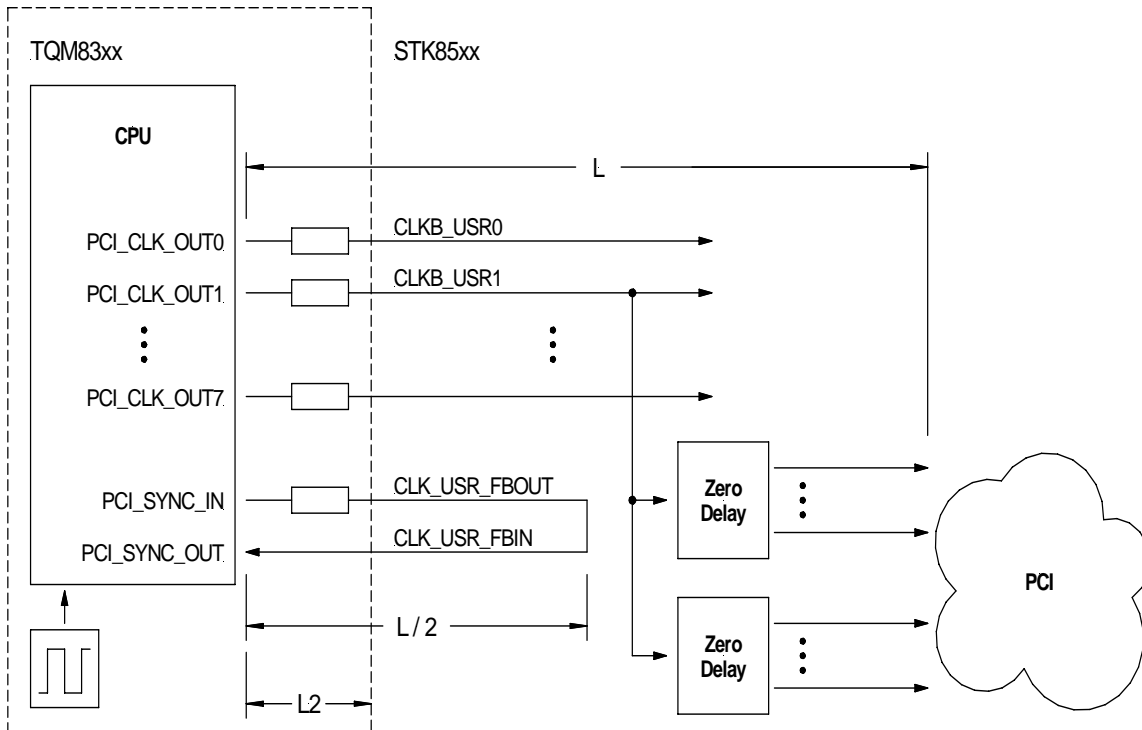 TQM83xx
STK85xx
CPU
L
PCI_CLK_OUT0
CLKB_USR0
PCI_CLK_OUT1
CLKB_USR1
PCI_CLK_OUT7
PCI_SYNC_IN
CLK_USR_FBOUT
PCI_SYNC_OUT
CLK_USR_FBIN
Zero
Delay
PCI
L / 2
Zero
Delay
L2